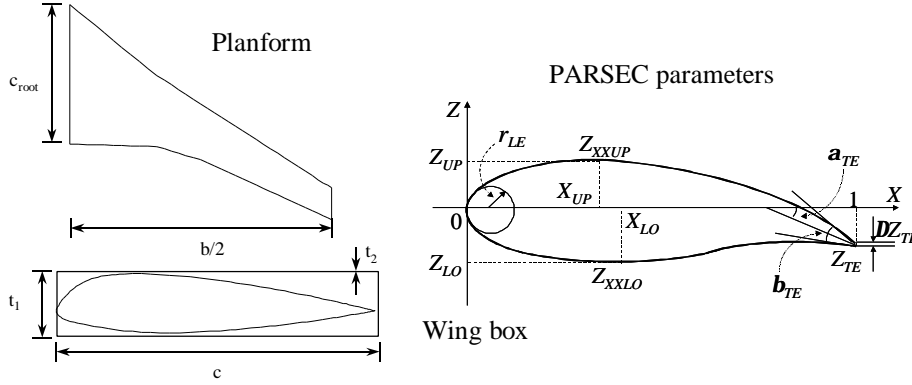 Planform
c_root
b/2
t_2
t_1
c
Wing box
PARSEC parameters
Z
r_LE
Z_UP
Z_XXUP
a_TE
X_UP
1
X
0
X_LO
DZ_TE
Z_LO
Z_XXLO
Z_TE
b_TE